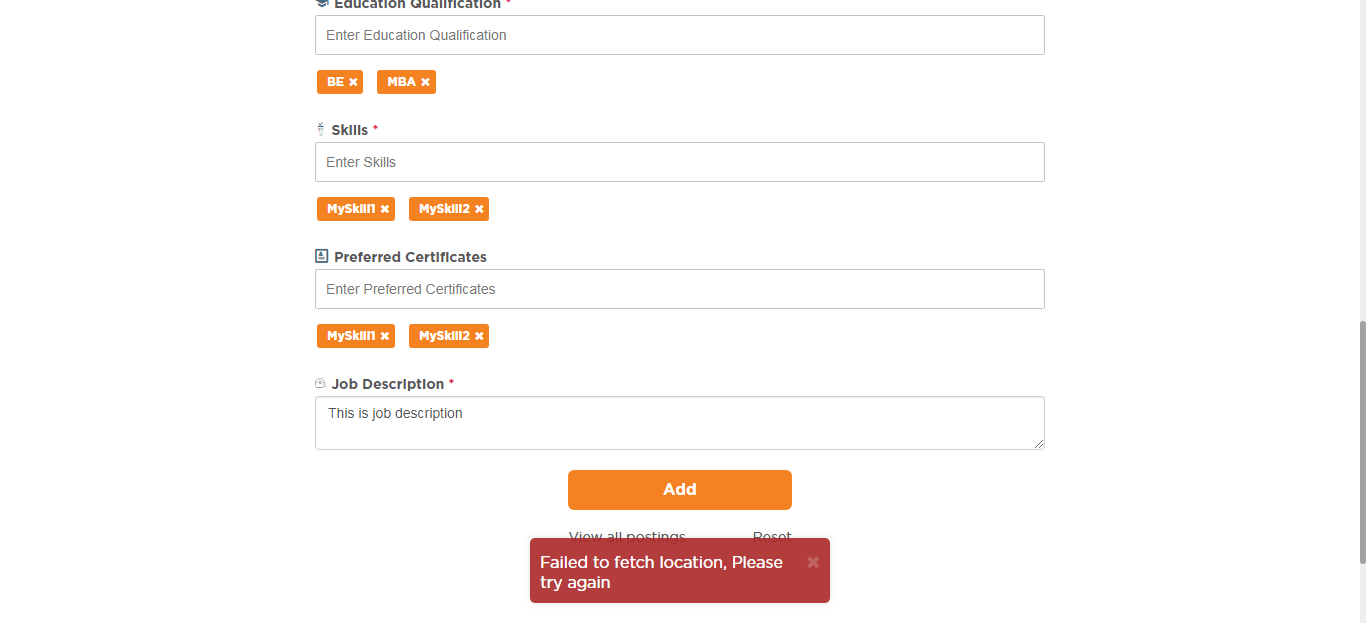 Education Qualification *
Enter Education Qualification
BE ✖ MBA ✖
Skills *
Enter Skills
MySkill1 ✖ MySkill2 ✖
Preferred Certificates
Enter Preferred Certificates
MySkill1 ✖ MySkill2 ✖
Job Description *
This is job description
Add
View all postings Reset
Failed to fetch location, Please ✖
try again